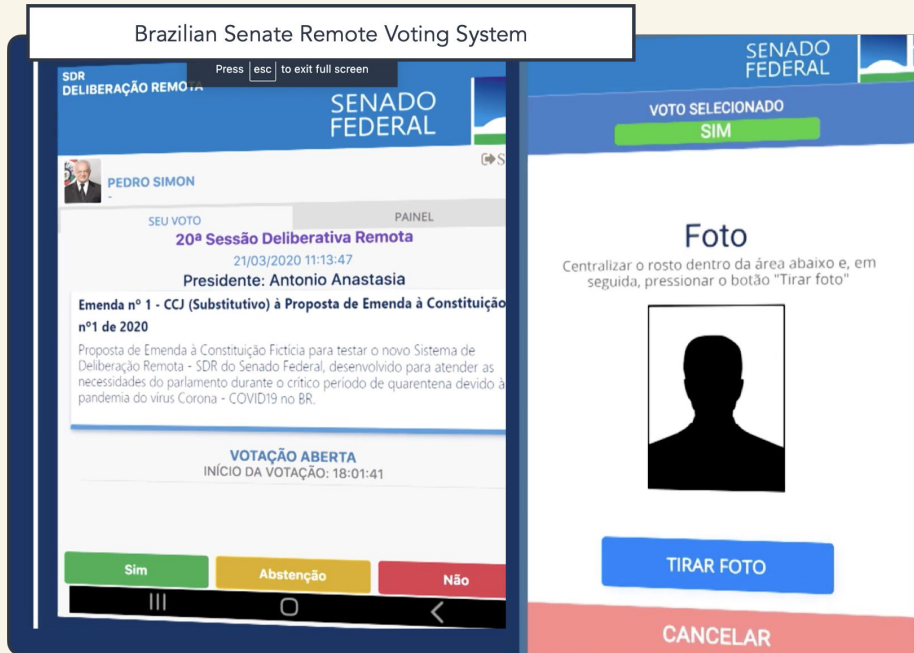 Brazilian Senate Remote Voting System
Press esc to exit full screen
SDR
DELIBERAÇÃO REMOTA
SENADO
FEDERAL
PEDRO SIMON
-
SEU VOTO
PAINEL
20ª Sessão Deliberativa Remota
21/03/2020 11:13:47
Presidente: Antonio Anastasia
Emenda nº 1 - CCJ (Substitutivo) à Proposta de Emenda à Constituição
nº1 de 2020
Proposta de Emenda à Constituição Fictícia para testar o novo Sistema de
Deliberação Remota - SDR do Senado Federal, desenvolvido para atender as
necessidades do parlamento durante o crítico período de quarentena devido à
pandemia do vírus Corona - COVID19 no BR.
VOTAÇÃO ABERTA
INÍCIO DA VOTAÇÃO: 18:01:41
Sim
Abstenção
Não
SENADO
FEDERAL
VOTO SELECIONADO
SIM
Foto
Centralizar o rosto dentro da área abaixo e, em
seguida, pressionar o botão "Tirar foto"
TIRAR FOTO
CANCELAR